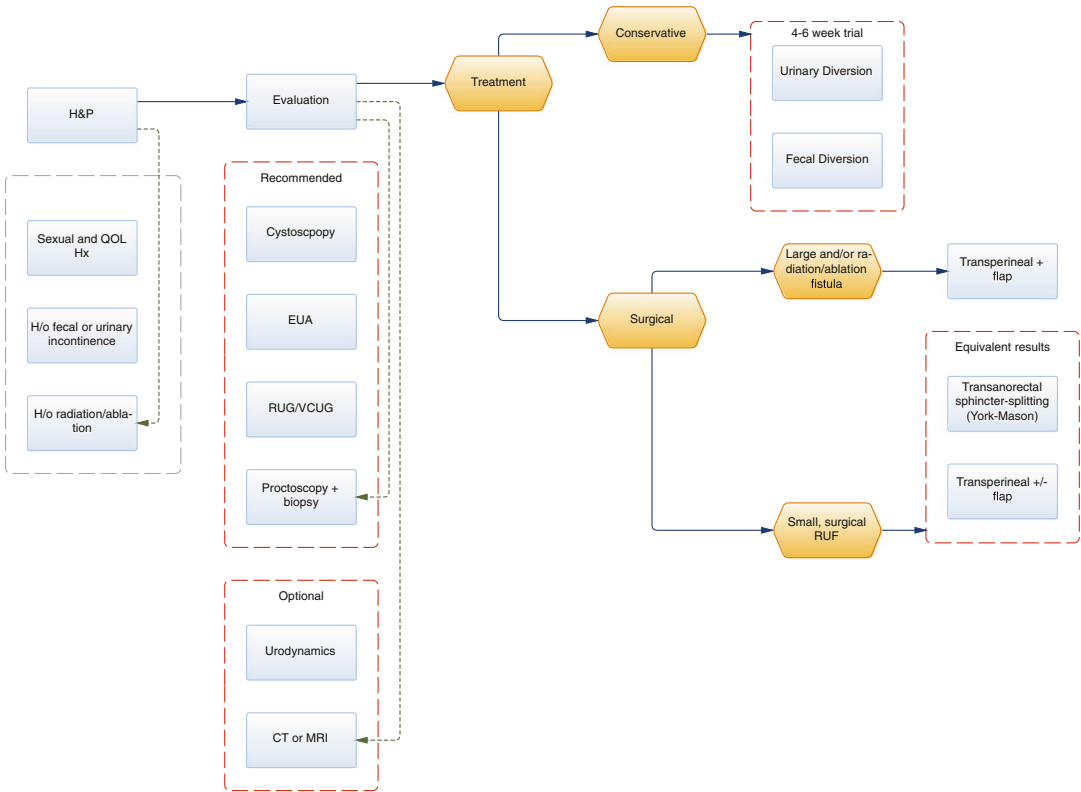 H&P
Sexual and QOL
Hx
H/o fecal or urinary
incontinence
H/o radiation/abla-
tion
Evaluation
Recommended
Cystoscpopy
EUA
RUG/VCUG
Proctoscopy +
biopsy
Optional
Urodynamics
CT or MRI
Treatment
Conservative
4-6 week trial
Urinary Diversion
Fecal Diversion
Surgical
Large and/or ra-
diation/ablation
fistula
Transperineal +
flap
Small, surgical
RUF
Equivalent results
Transanorectal
sphincter-splitting
(York-Mason)
Transperineal +/-
flap